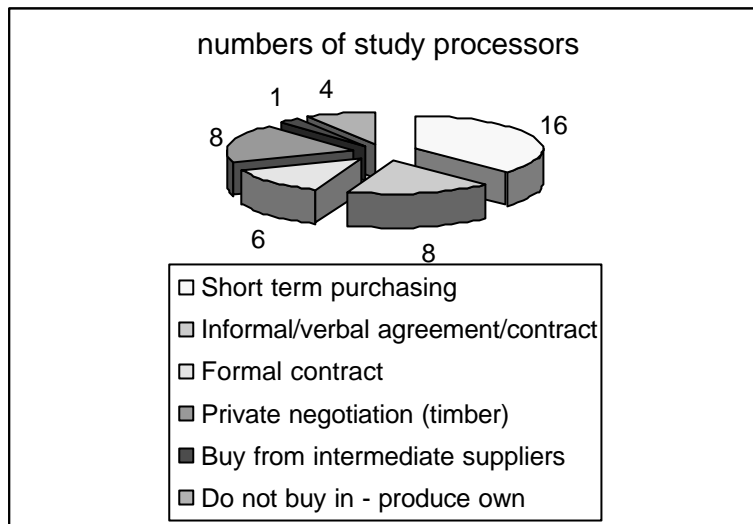 numbers of study processors
4
1
16
8
6
8
Short term purchasing
Informal/verbal agreement/contract
Formal contract
Private negotiation (timber)
Buy from intermediate suppliers
Do not buy in - produce own